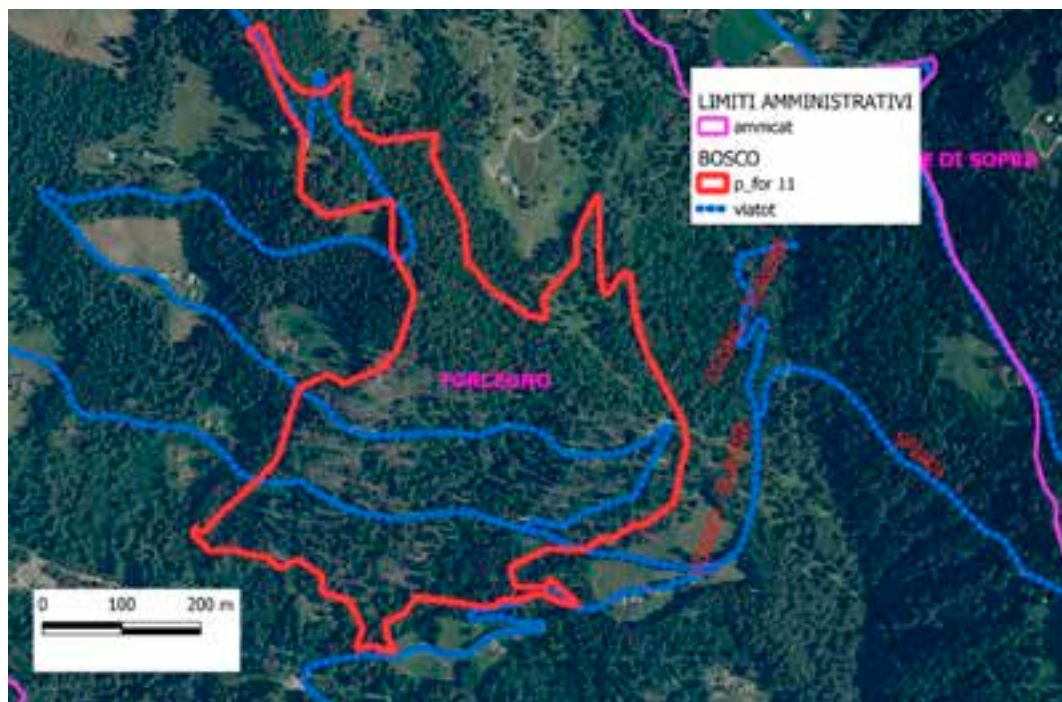 LIMITI AMMINISTRATIVI
ammcat
BOSCO
p_for 11
viatot
E DI SOPRA
TORCEGNO
0 100 200 m